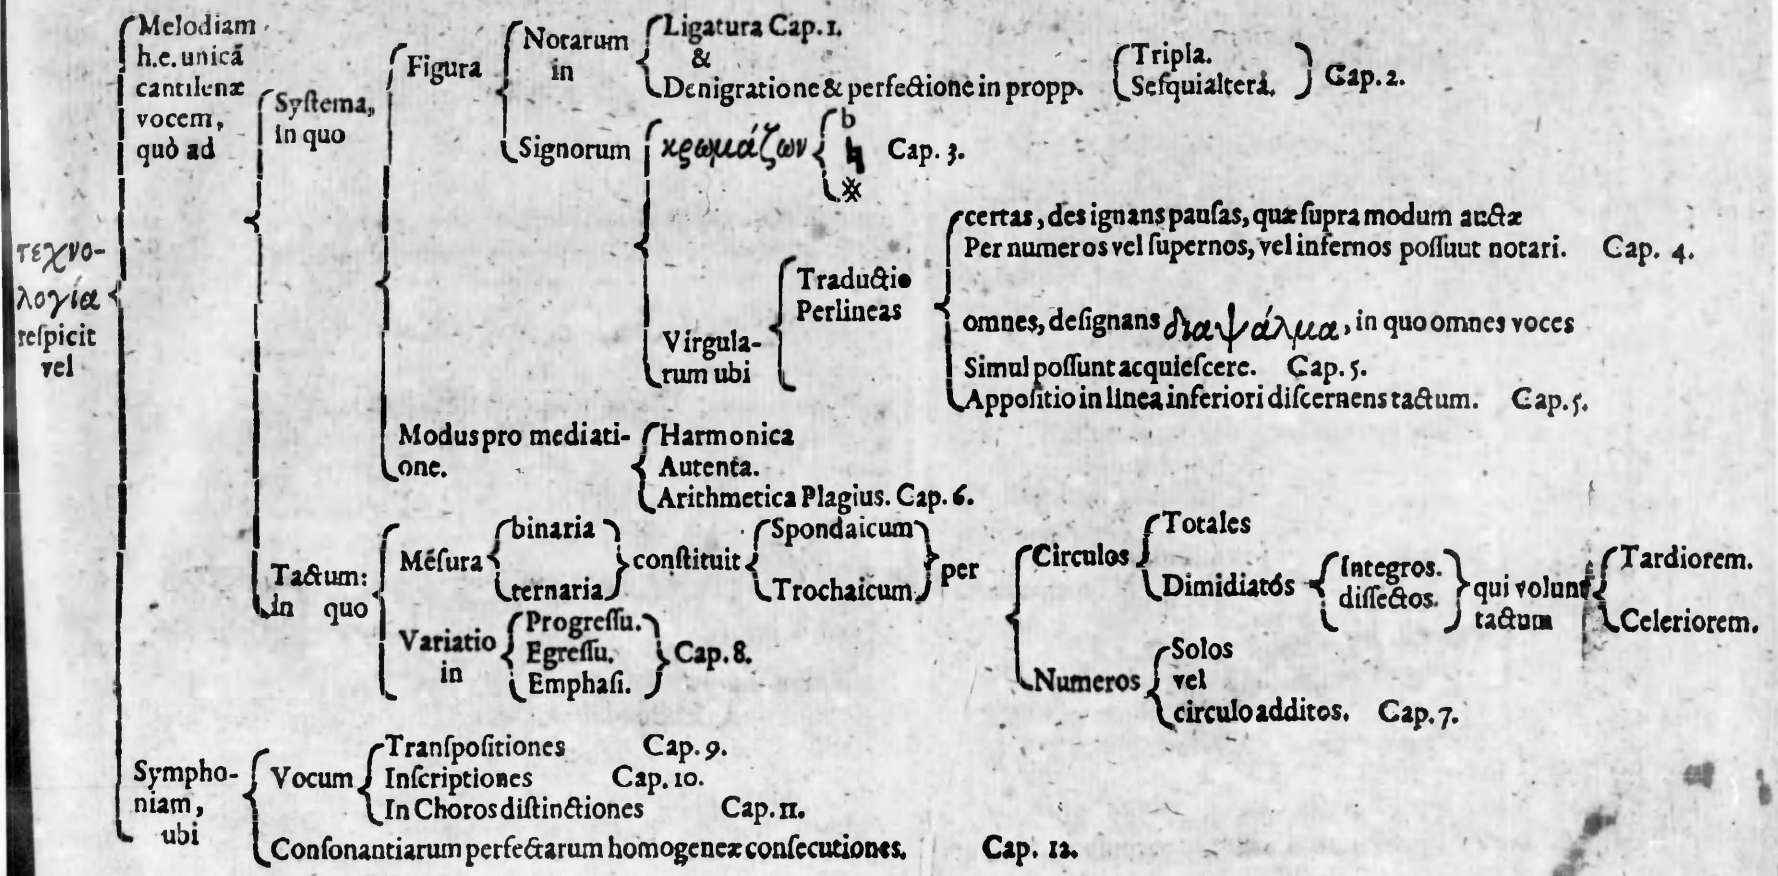 τεχνο-
λογία
reſpicit
vel
Melodiam
h.e. unicā
cantilenæ
vocem,
quò ad
Syſtema,
in quo
Figura
Notarum
in
Ligatura Cap. 1.
&
Denigratione & perfectione in propp.
Tripla.
Seſquialterâ.
Cap. 2.
Signorum
κρωμάζων
b
♮
※
Cap. 3.
Virgula-
rum ubi
Traductio
Perlineas
certas, deſignans pauſas, quæ ſupra modum auctæ
Per numeros vel ſupernos, vel infernos poſſuut notari. Cap. 4.
omnes, deſignans διαψάλμα, in quo omnes voces
Simul poſſunt acquieſcere. Cap. 5.
Appoſitio in linea inferiori diſcernens tactum. Cap. 5.
Modus pro mediati-
one.
Harmonica
Autenta.
Arithmetica Plagius. Cap. 6.
Tactum:
in quo
Méſura
binaria
ternaria
conſtituit
Spondaicum
Trochaicum
per
Circulos
Totales
Dimidiatós
Integros.
diſſectos.
qui volunt
tactum
Tardiorem.
Celeriorem.
Numeros
Solos
vel
circulo additos. Cap. 7.
Variatio
in
Progreſſu.
Egreſſu.
Emphaſi.
Cap. 8.
Sympho-
niam,
ubi
Vocum
Tranſpoſitiones Cap. 9.
Inſcriptiones Cap. 10.
In Choros diſtinctiones Cap. 11.
Conſonantiarum perfectarum homogeneæ conſecutiones. Cap. 12.